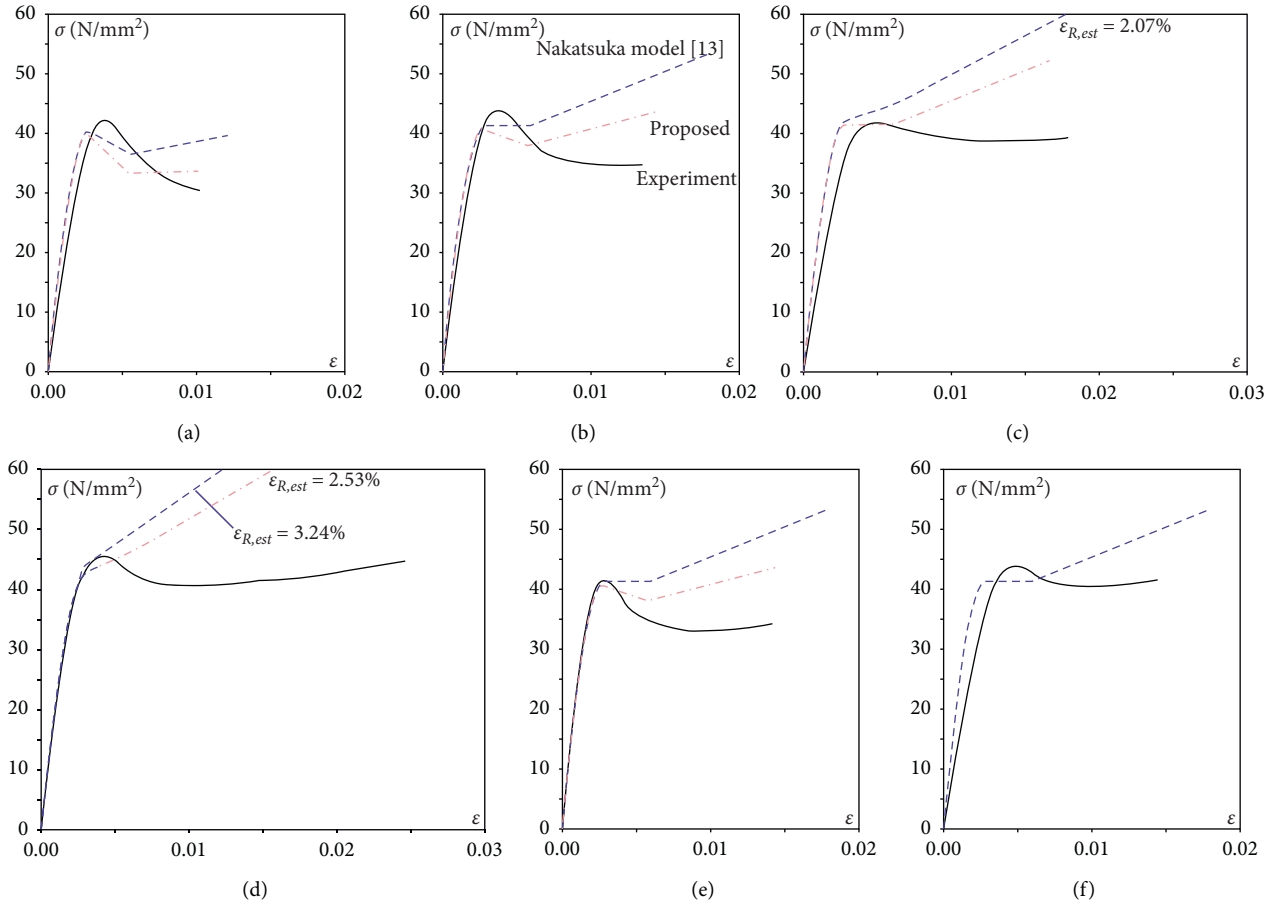 60
50
40
30
20
10
0
σ (N/mm²)
ε
0.00
0.01
0.02
(a)
60
50
40
30
20
10
0
σ (N/mm²)
Nakatsuka model [13]
Proposed
Experiment
ε
0.00
0.01
0.02
(b)
60
50
40
30
20
10
0
σ (N/mm²)
εR,est = 2.07%
ε
0.00
0.01
0.02
0.03
(c)
60
50
40
30
20
10
0
σ (N/mm²)
εR,est = 2.53%
εR,est = 3.24%
ε
0.00
0.01
0.02
0.03
(d)
60
50
40
30
20
10
0
σ (N/mm²)
ε
0.00
0.01
0.02
(e)
60
50
40
30
20
10
0
σ (N/mm²)
ε
0.00
0.01
0.02
(f)